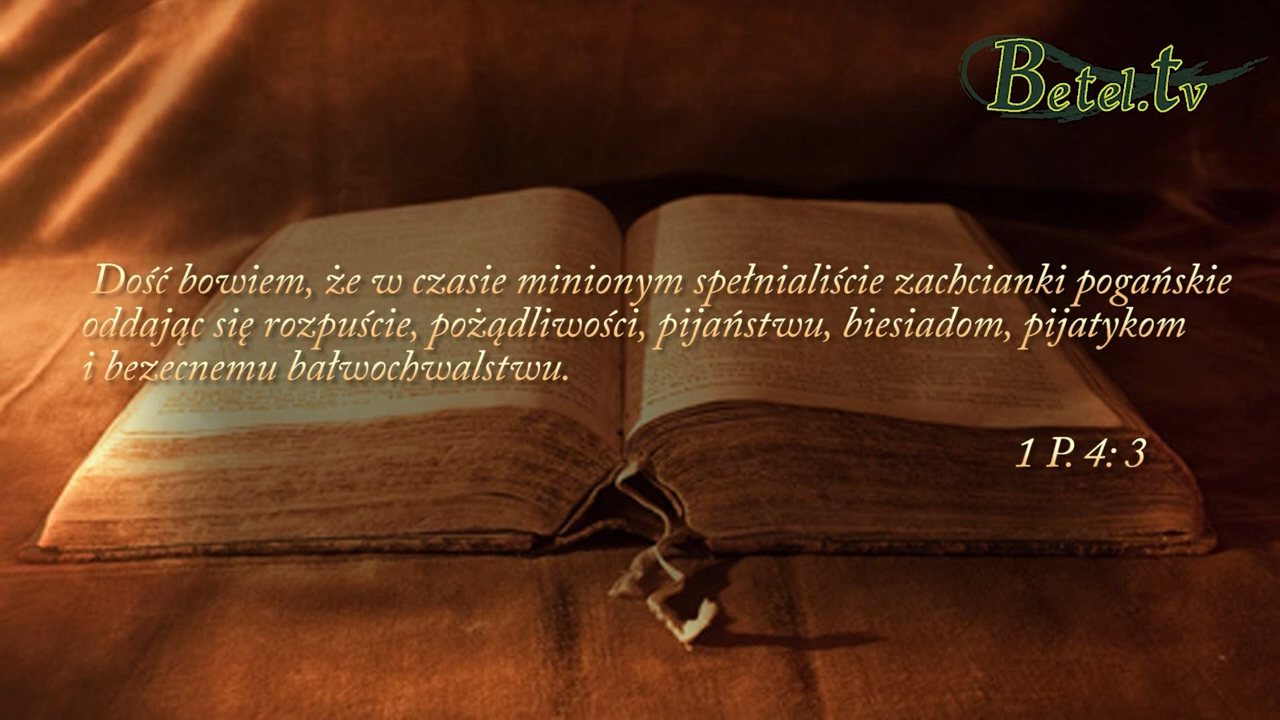 Betel.tv
Dość bowiem, że w czasie minionym spełnialiście zachcianki pogańskie
oddając się rozpuście, pożądliwości, pijaństwu, biesiadom, pijatykom
i bezecnemu bałwochwalstwu.
1 P. 4: 3